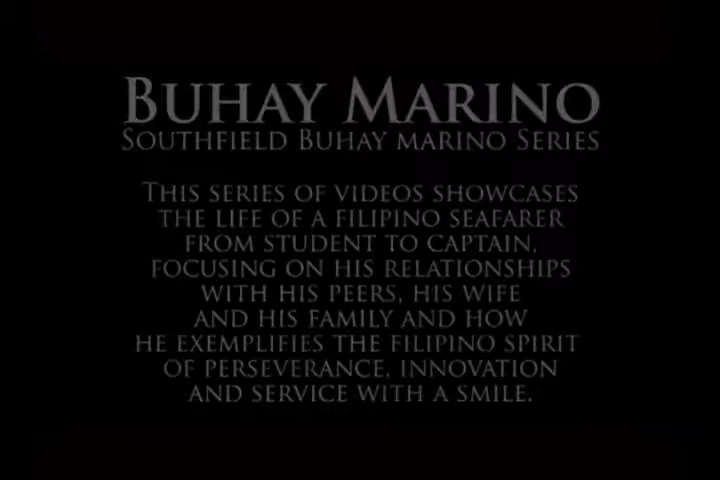 BUHAY MARINO
SOUTHFIELD BUHAY MARINO SERIES
THIS SERIES OF VIDEOS SHOWCASES
THE LIFE OF A FILIPINO SEAFARER
FROM STUDENT TO CAPTAIN,
FOCUSING ON HIS RELATIONSHIPS
WITH HIS PEERS, HIS WIFE
AND HIS FAMILY AND HOW
HE EXEMPLIFIES THE FILIPINO SPIRIT
OF PERSEVERANCE, INNOVATION
AND SERVICE WITH A SMILE.